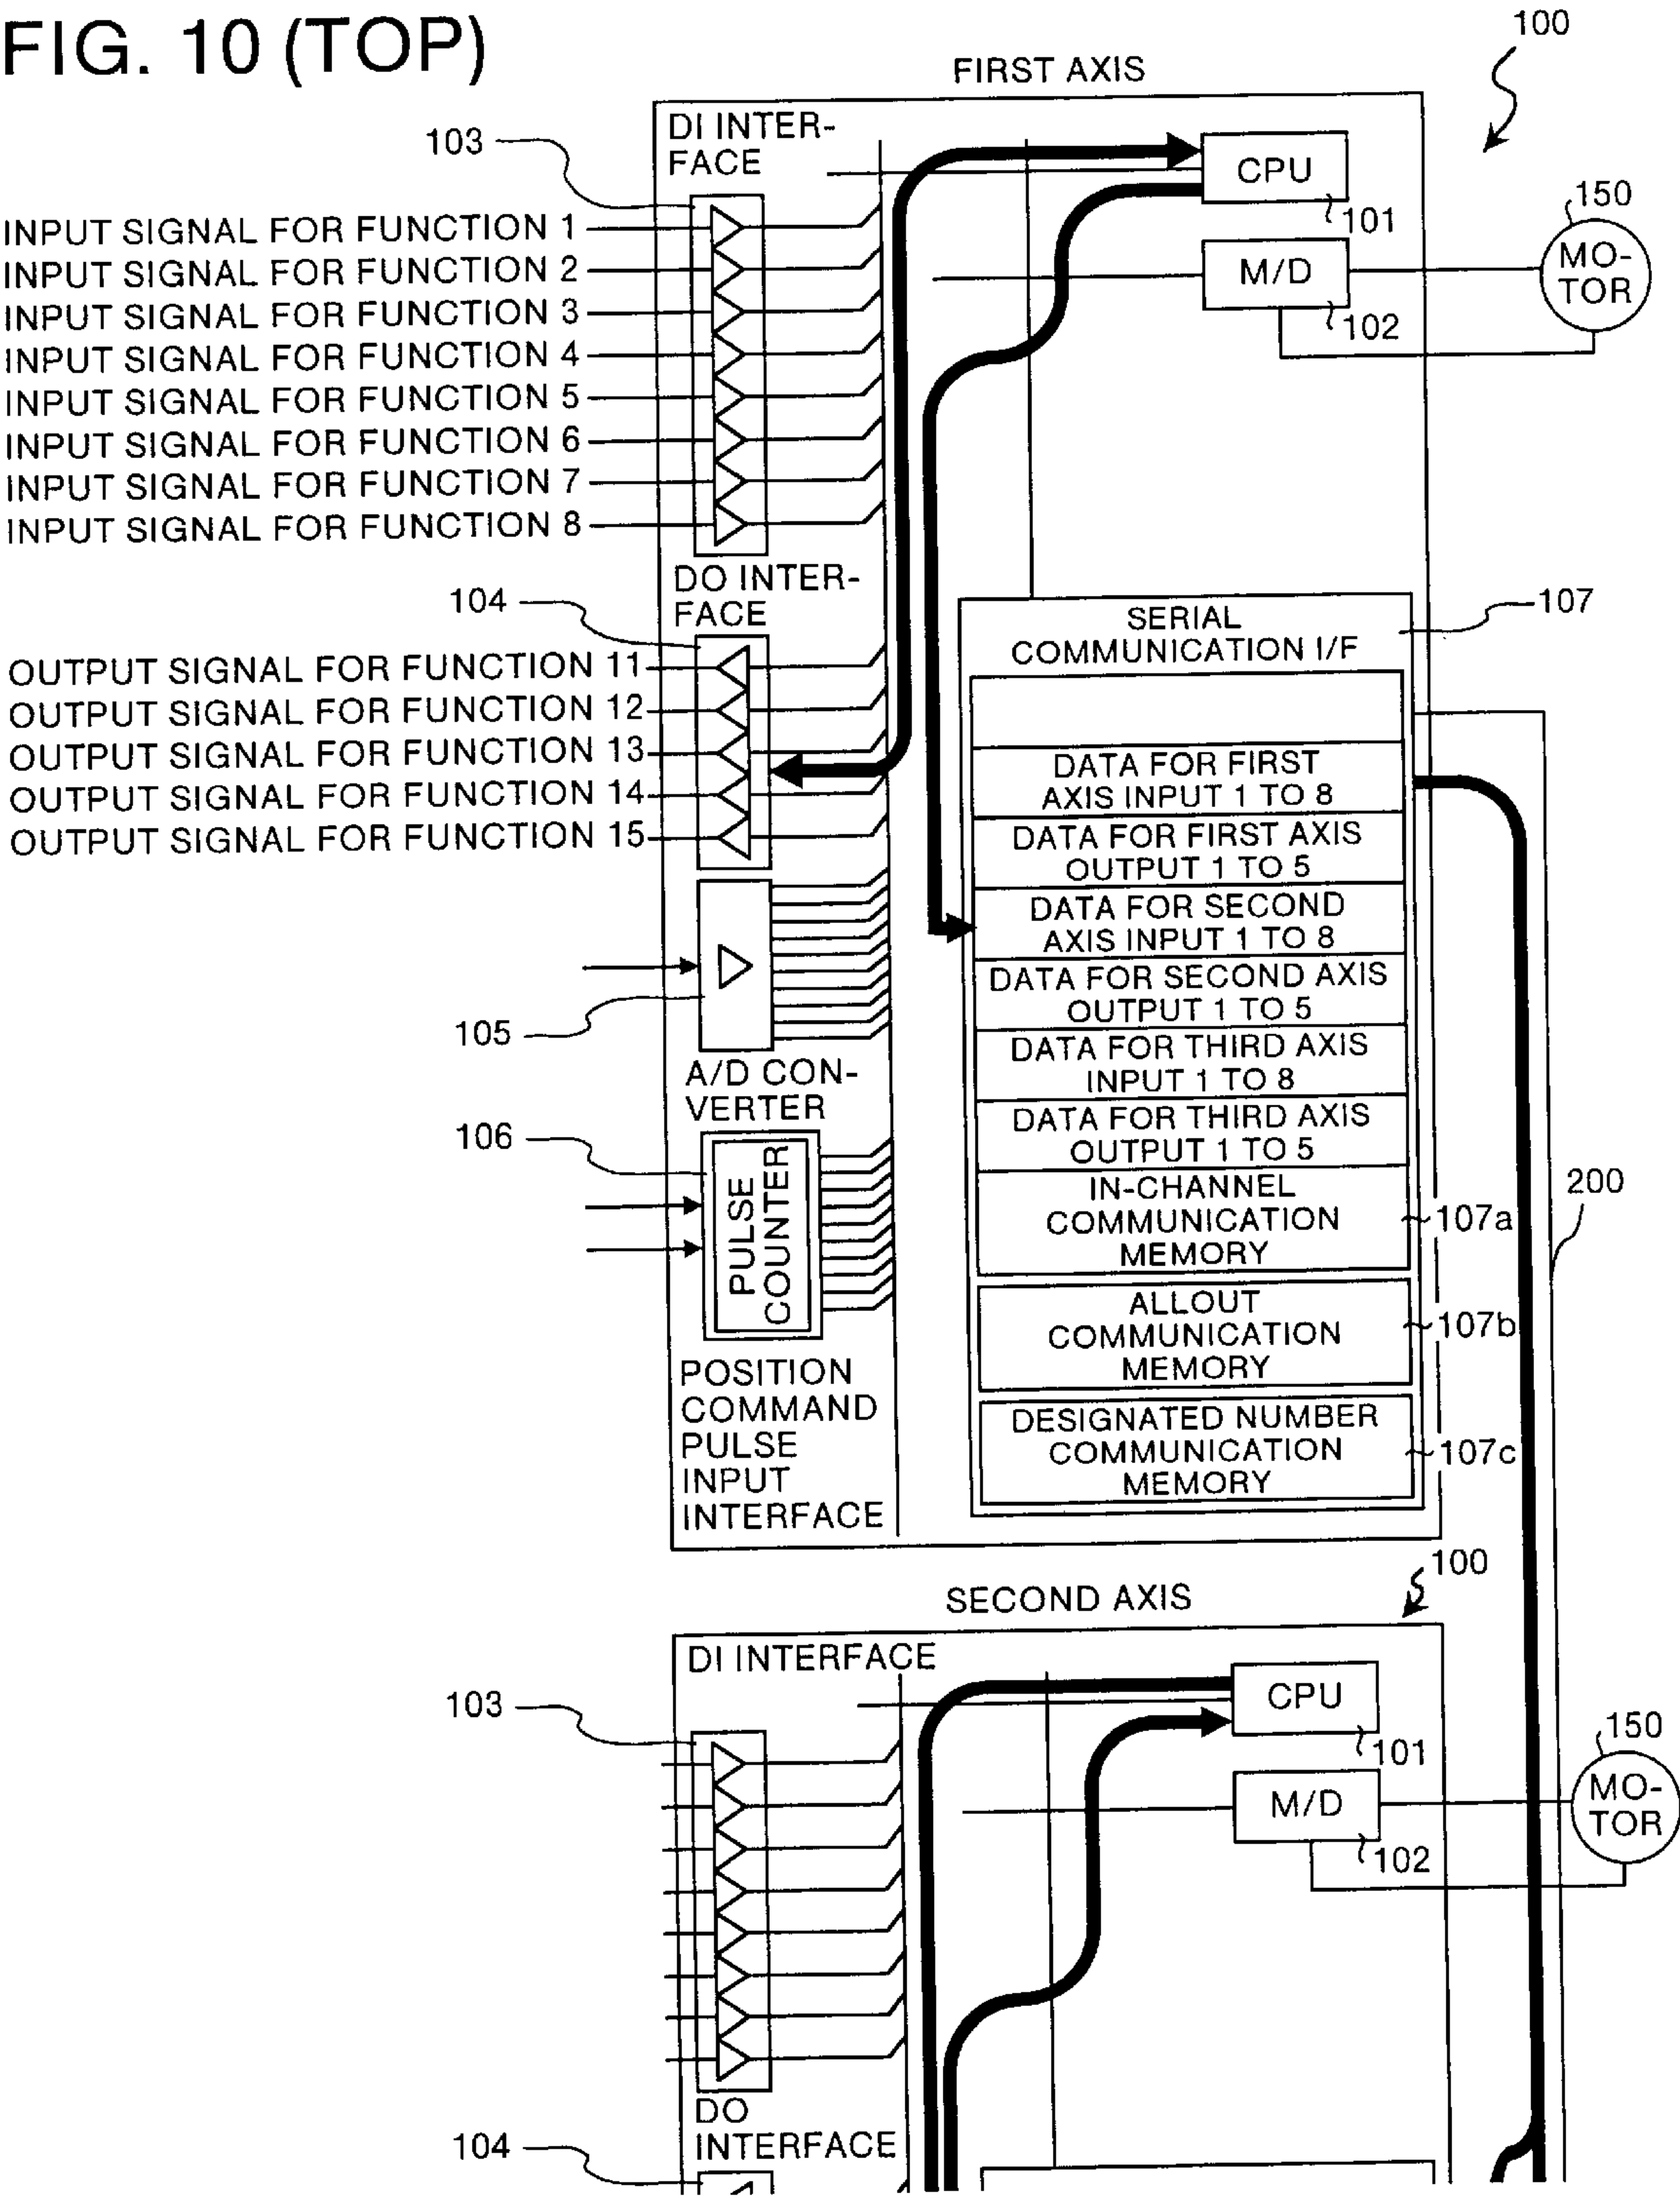 FIG. 10 (TOP)
100
FIRST AXIS
103
DI INTER-
FACE
CPU
101
150
MO-
TOR
M/D
102
INPUT SIGNAL FOR FUNCTION 1
INPUT SIGNAL FOR FUNCTION 2
INPUT SIGNAL FOR FUNCTION 3
INPUT SIGNAL FOR FUNCTION 4
INPUT SIGNAL FOR FUNCTION 5
INPUT SIGNAL FOR FUNCTION 6
INPUT SIGNAL FOR FUNCTION 7
INPUT SIGNAL FOR FUNCTION 8
DO INTER-
FACE
104
OUTPUT SIGNAL FOR FUNCTION 11
OUTPUT SIGNAL FOR FUNCTION 12
OUTPUT SIGNAL FOR FUNCTION 13
OUTPUT SIGNAL FOR FUNCTION 14
OUTPUT SIGNAL FOR FUNCTION 15
105
A/D CON-
VERTER
106
PULSE
COUNTER
POSITION
COMMAND
PULSE
INPUT
INTERFACE
107
SERIAL
COMMUNICATION I/F
DATA FOR FIRST
AXIS INPUT 1 TO 8
DATA FOR FIRST AXIS
OUTPUT 1 TO 5
DATA FOR SECOND
AXIS INPUT 1 TO 8
DATA FOR SECOND AXIS
OUTPUT 1 TO 5
DATA FOR THIRD AXIS
INPUT 1 TO 8
DATA FOR THIRD AXIS
OUTPUT 1 TO 5
IN-CHANNEL
COMMUNICATION
MEMORY
107a
200
ALLOUT
COMMUNICATION
MEMORY
107b
DESIGNATED NUMBER
COMMUNICATION
MEMORY
107c
100
SECOND AXIS
DI INTERFACE
103
CPU
101
150
MO-
TOR
M/D
102
DO
INTERFACE
104